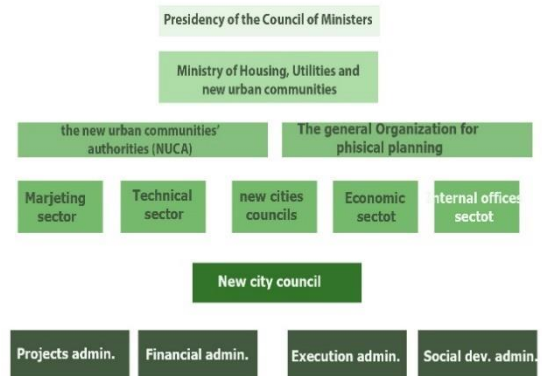 Presidency of the Council of Ministers
Ministry of Housing, Utilities and
new urban communities
the new urban communities'
authorities (NUCA)
The general Organization for
phisical planning
Marjeting
sector
Technical
sector
new cities
councils
Economic
sectot
nternal offices
sectot
New city council
Projects admin.
Financial admin.
Execution admin.
Social dev. admin.